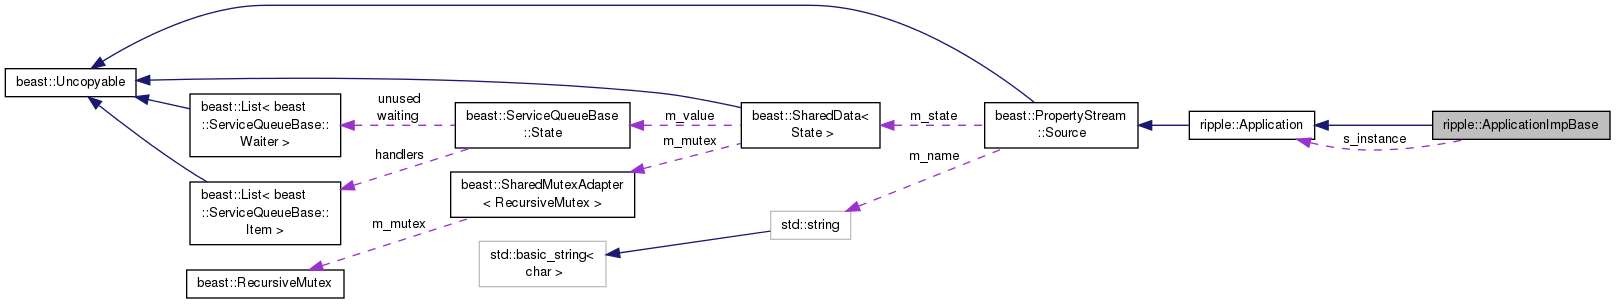 beast::Uncopyable
beast::List< beast
::ServiceQueueBase::
Waiter >
beast::List< beast
::ServiceQueueBase::
Item >
beast::RecursiveMutex
unused
waiting
handlers
m_mutex
beast::ServiceQueueBase
::State
beast::SharedMutexAdapter
< RecursiveMutex >
std::basic_string<
char >
m_value
m_mutex
beast::SharedData<
State >
std::string
m_state
m_name
beast::PropertyStream
::Source
ripple::Application
s_instance
ripple::ApplicationImpBase